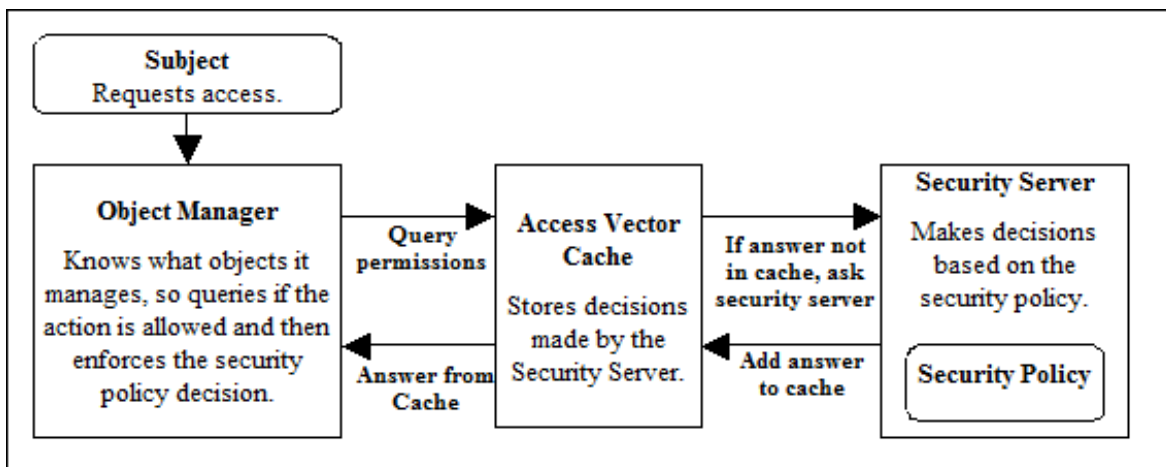 Subject
Requests access.
Object Manager
Knows what objects it
manages, so queries if the
action is allowed and then
enforces the security
policy decision.
Query
permissions
Answer from
Cache
Access Vector
Cache
Stores decisions
made by the
Security Server.
If answer not
in cache, ask
security server
Add answer
to cache
Security Server
Makes decisions
based on the
security policy.
Security Policy